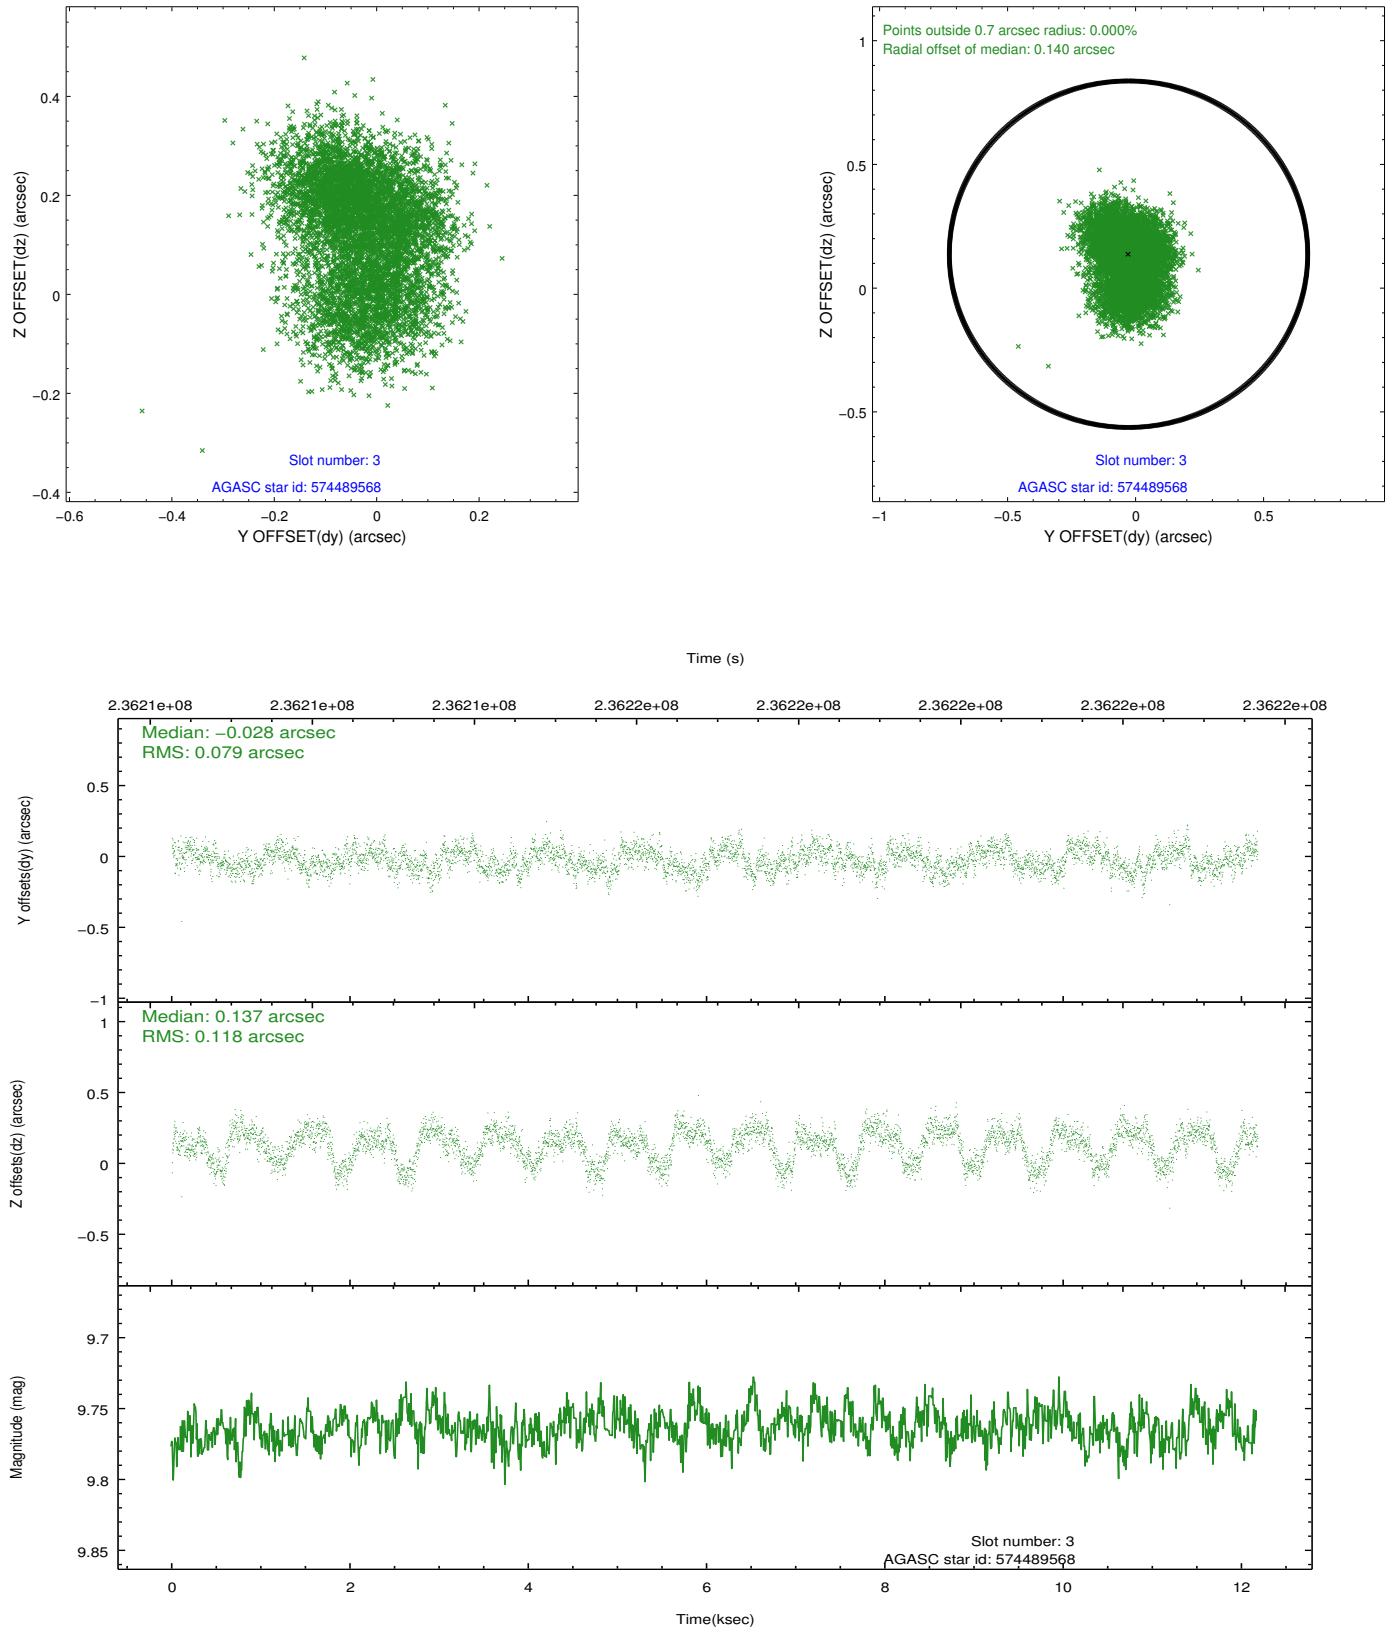 0.4
0.2
0
−0.2
−0.4
Z OFFSET(dz) (arcsec)
Slot number: 3
AGASC star id: 574489568
−0.6
−0.4
−0.2
0
0.2
Y OFFSET(dy) (arcsec)
Points outside 0.7 arcsec radius: 0.000%
Radial offset of median: 0.140 arcsec
1
0.5
0
−0.5
Z OFFSET(dz) (arcsec)
Slot number: 3
AGASC star id: 574489568
−1
−0.5
0
0.5
Y OFFSET(dy) (arcsec)
Time (s)
2.3621e+08
2.3621e+08
2.3621e+08
2.3622e+08
2.3622e+08
2.3622e+08
2.3622e+08
2.3622e+08
Median: −0.028 arcsec
RMS: 0.079 arcsec
0.5
0
−0.5
−1
Y offsets(dy) (arcsec)
Median: 0.137 arcsec
RMS: 0.118 arcsec
1
0.5
0
−0.5
Z offsets(dz) (arcsec)
9.7
9.75
9.8
9.85
Magnitude (mag)
Slot number: 3
AGASC star id: 574489568
0
2
4
6
8
10
12
Time(ksec)